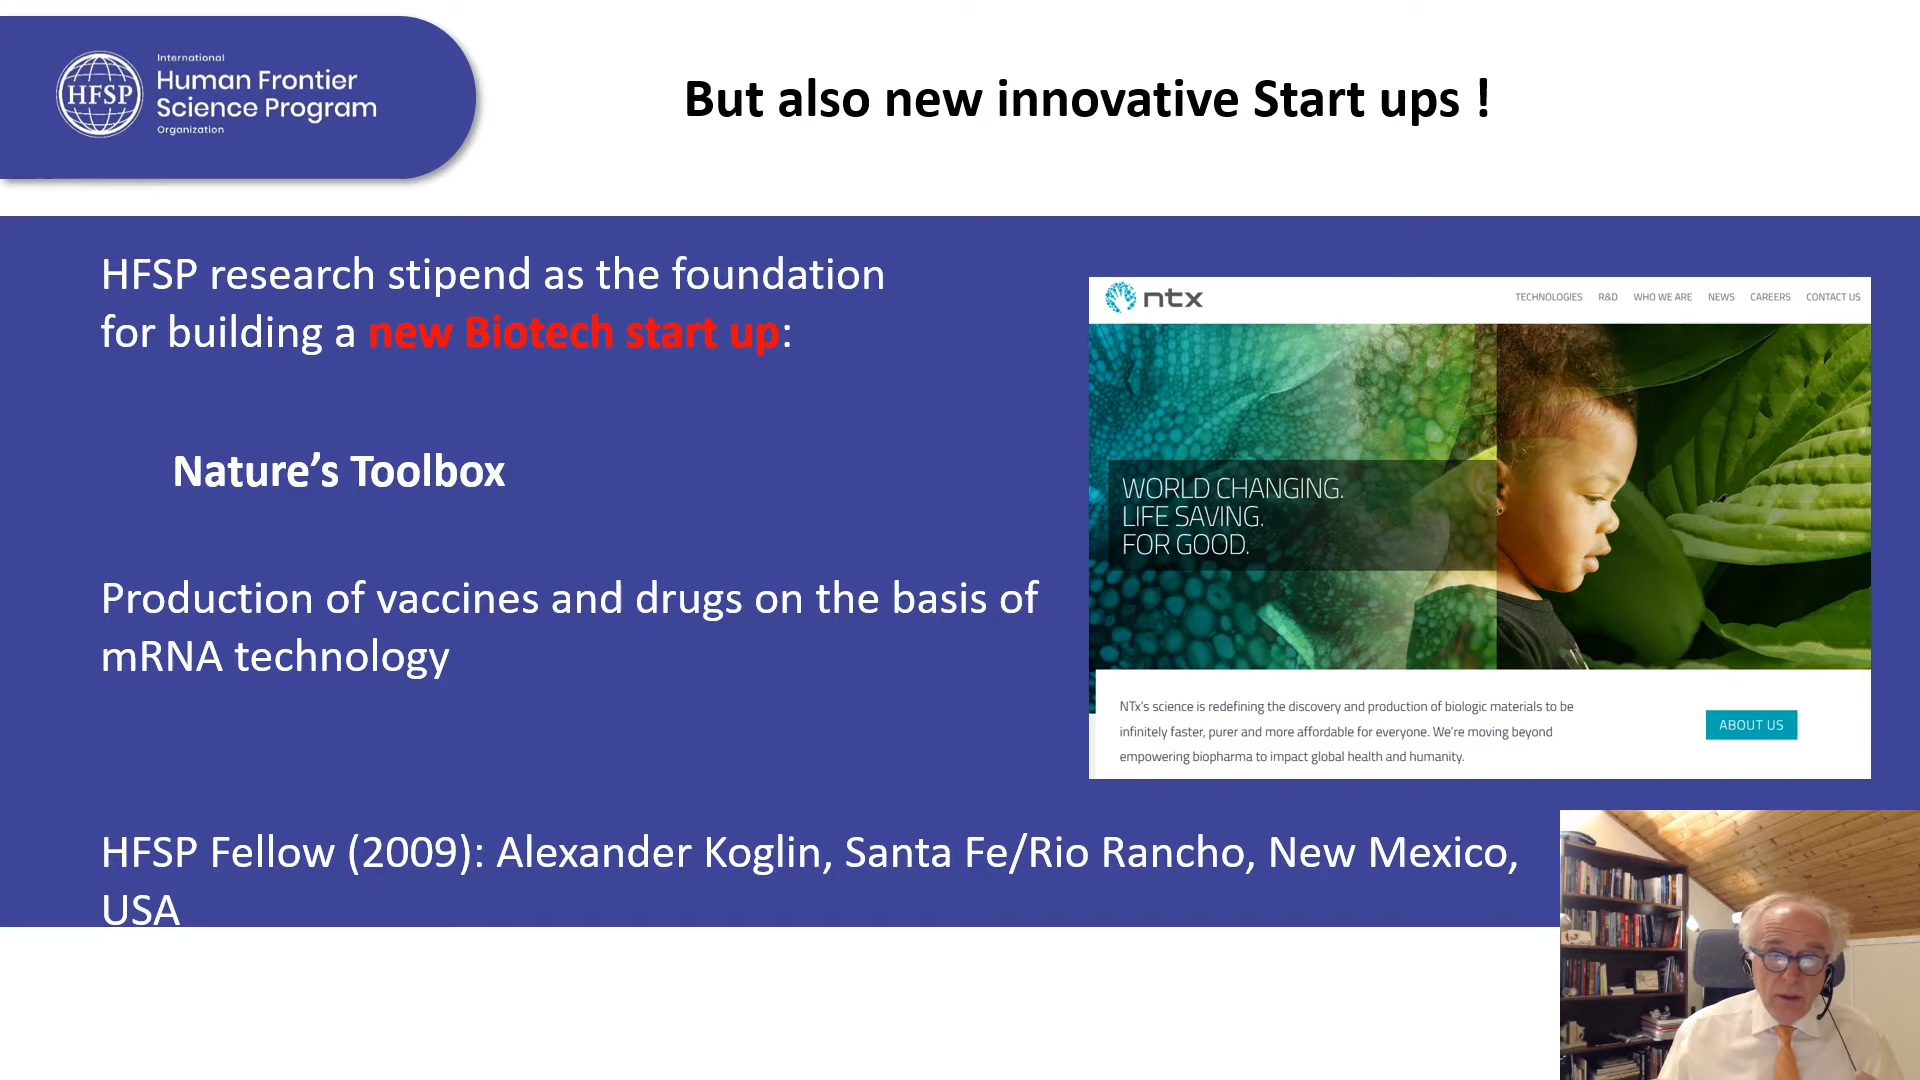 International
Human Frontier
Science Program
Organization
HFSP
But also new innovative Start ups !
HFSP research stipend as the foundation
for building a new Biotech start up:
Nature’s Toolbox
Production of vaccines and drugs on the basis of
mRNA technology
HFSP Fellow (2009): Alexander Koglin, Santa Fe/Rio Rancho, New Mexico,
USA
ntx
TECHNOLOGIES R&D WHO WE ARE NEWS CAREERS CONTACT US
WORLD CHANGING.
LIFE SAVING.
FOR GOOD.
NTx's science is redefining the discovery and production of biologic materials to be
infinitely faster, purer and more affordable for everyone. We're moving beyond
empowering biopharma to impact global health and humanity.
ABOUT US